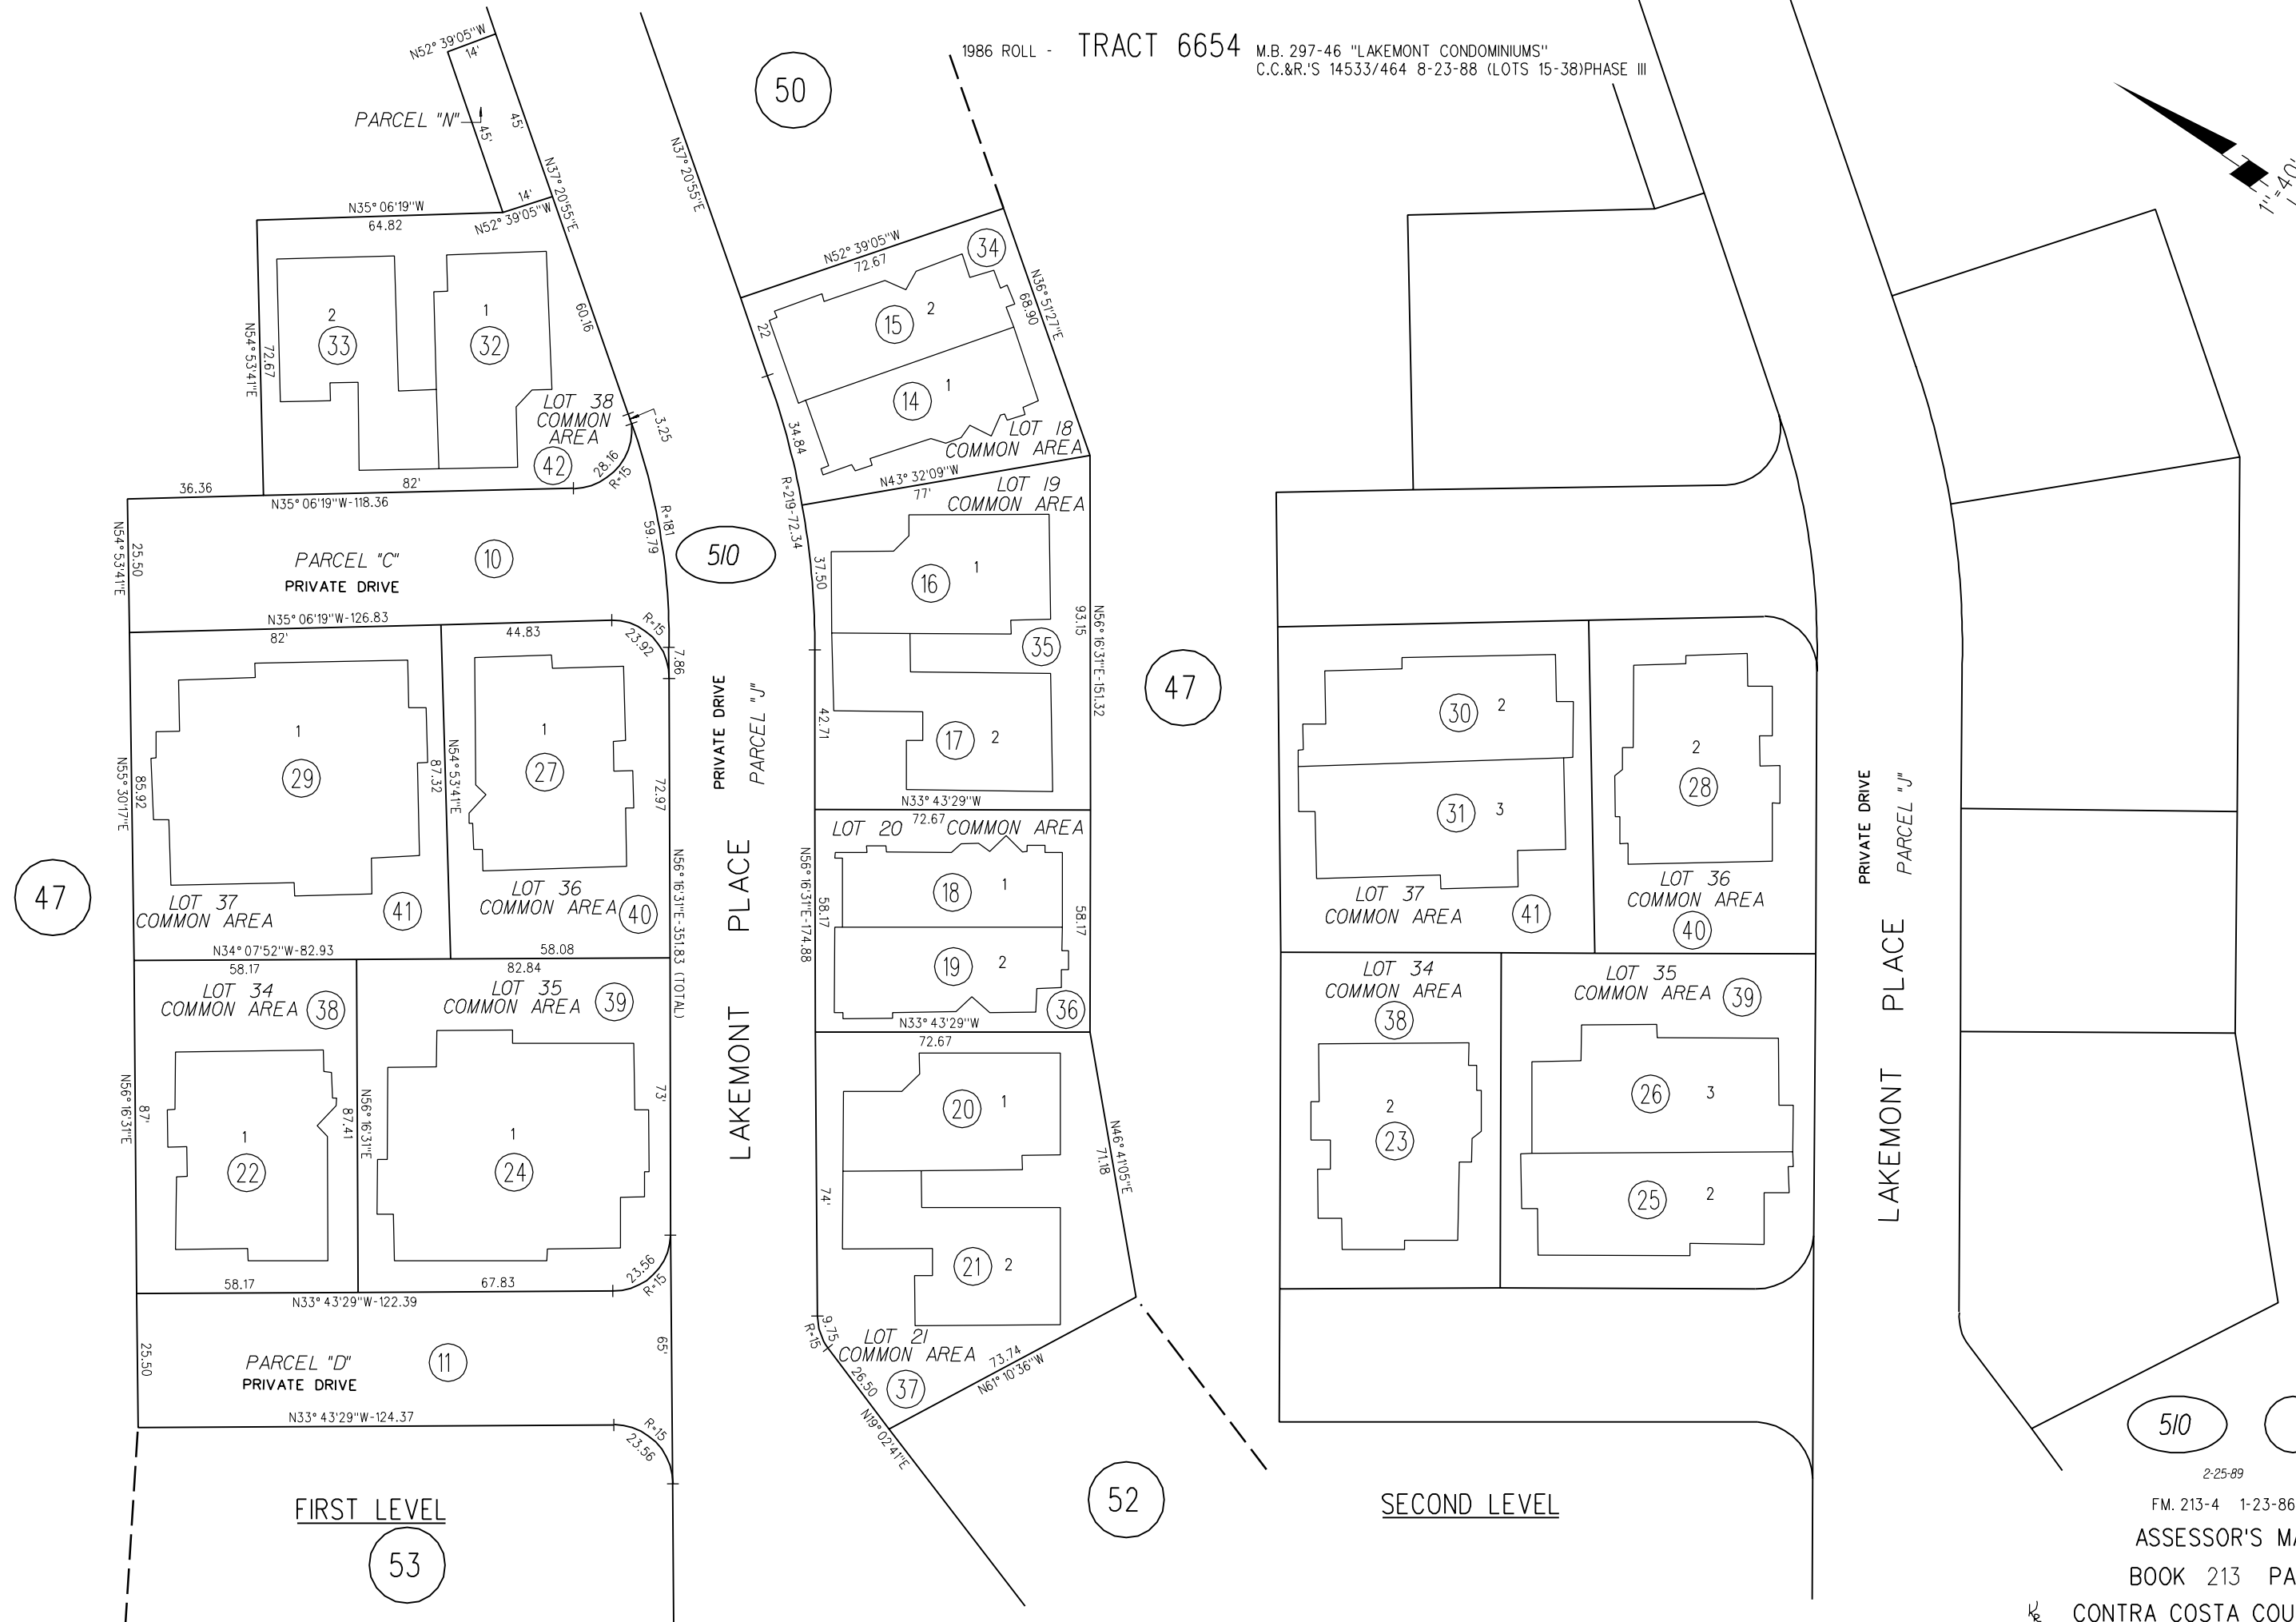 1986 ROLL - TRACT 6654 M.B. 297-46 "LAKEMONT CONDOMINIUMS"
C.C.&R.'S 14533/464 8-23-88 (LOTS 15-38)PHASE III
1"=40'
50
N52° 39'05"W
14'
PARCEL "N"
45'
45'
N37° 20'55"E
14'
N52° 39'05"W
N35° 06'19"W
64.82
N54° 53'41"E
72.67
2
33
1
32
60.16
LOT 38
COMMON
AREA
42
3.25
28.16
R=15
36.36
82'
N35° 06'19"W-118.36
N54° 53'41"E
25.50
PARCEL "C"
10
PRIVATE DRIVE
R=181
59.79
510
N35° 06'19"W-126.83
82'
44.83
R=15
23.92
7.86
1
29
1
27
N55° 30'17"E
85.92
87.32
N54° 53'41"E
72.97
47
LOT 37
COMMON AREA
41
LOT 36
COMMON AREA
40
N34° 07'52"W-82.93
58.08
58.17
82.84
LOT 34
COMMON AREA
38
LOT 35
COMMON AREA
39
N56° 16'31"E-351.83 (TOTAL)
N56° 16'31"E
87'
1
22
87.41
N56° 16'31"E
1
24
73'
58.17
67.83
23.56
R=15
N33° 43'29"W-122.39
25.50
PARCEL "D"
11
PRIVATE DRIVE
65'
N33° 43'29"W-124.37
R=15
23.56
FIRST LEVEL
53
N37° 20'55"E
N52° 39'05"W
72.67
34
N36° 51'27"E
68.90
22
15
2
14
1
34.84
LOT 18
COMMON AREA
N43° 32'09"W
77'
R=219-72.34
LOT 19
COMMON AREA
37.50
16
1
35
93.15
N56° 16'31"E-151.32
PRIVATE DRIVE
PARCEL "J"
42.71
17
2
47
N33° 43'29"W
72.67
LOT 20
COMMON AREA
N56° 16'31"E-174.88
58.17
18
1
58.17
19
2
36
N33° 43'29"W
72.67
LAKEMONT PLACE
20
1
N46° 41'05"E
71.18
74'
21
2
9.75
R=15
LOT 21
COMMON AREA
37
26.50
73.74
N61° 10'36"W
N19° 02'41"E
52
30
2
31
3
2
28
LOT 37
COMMON AREA
41
LOT 36
COMMON AREA
40
LOT 34
COMMON AREA
38
LOT 35
COMMON AREA
39
2
23
26
3
25
2
PRIVATE DRIVE
PARCEL "J"
LAKEMONT PLACE
SECOND LEVEL
510
2-25-89
FM. 213-4 1-23-86
ASSESSOR'S MA
BOOK 213 PA
CONTRA COSTA COU